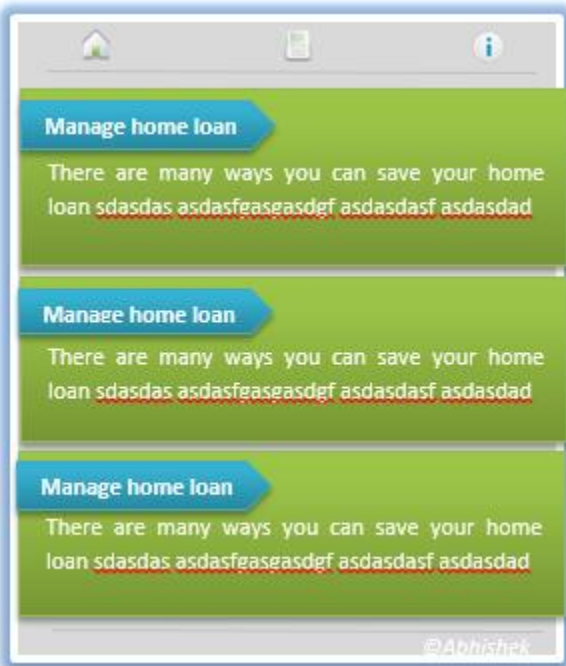 Manage home loan
There are many ways you can save your home
loan sdasdas asdasfgasgasdgf asdasdasf asdasdad
Manage home loan
There are many ways you can save your home
loan sdasdas asdasfgasgasdgf asdasdasf asdasdad
Manage home loan
There are many ways you can save your home
loan sdasdas asdasfgasgasdgf asdasdasf asdasdad
©Abhishek